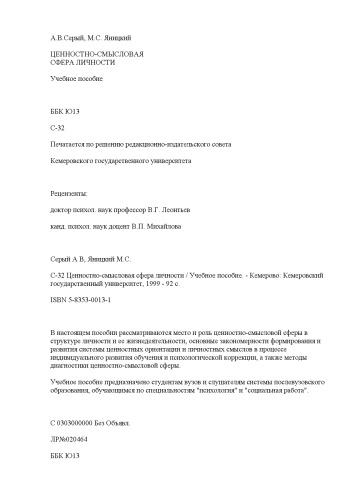 А.В.Серый, М.С. Яницкий
ЦЕННОСТНО-СМЫСЛОВАЯ
СФЕРА ЛИЧНОСТИ
Учебное пособие
ББК Ю13
С-32
Печатается по решению редакционно-издательского совета
Кемеровского государственного университета
Рецензенты:
доктор психол. наук профессор В.Г. Леонтьев
канд. психол. наук доцент В.П. Михайлова
Серый А.В, Яницкий М.С.
С-32 Ценностно-смысловая сфера личности / Учебное пособие. - Кемерово: Кемеровский
государственный университет, 1999 - 92 с.
ISBN 5-8353-0013-1
В настоящем пособии рассматриваются место и роль ценностно-смысловой сферы в
структуре личности и ее жизнедеятельности, основные закономерности формирования и
развития системы ценностных ориентаций и личностных смыслов в процессе
индивидуального развития обучения и психологической коррекции, а также методы
диагностики ценностно-смысловой сферы.
Учебное пособие предназначено студентам вузов и слушателям системы послевузовского
образования, обучающимся по специальностям "психология" и "социальная работа".
С 0303000000 Без Объявл.
ЛР№020464
ББК Ю13